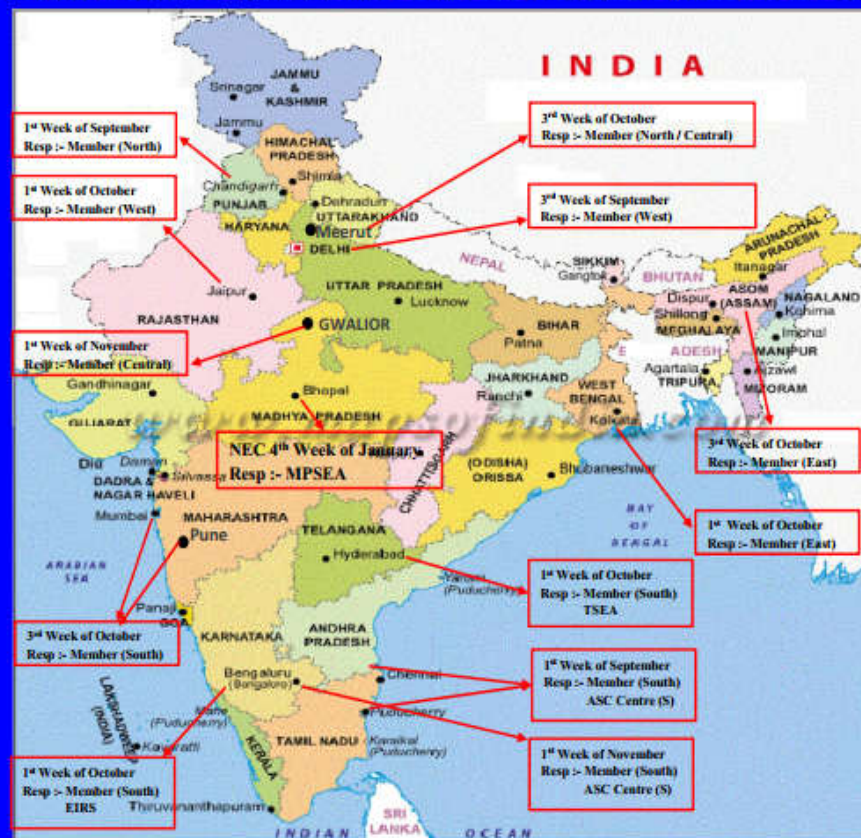 INDIA
JAMMU
&
KASHMIR
Srinagar
Jammu
1st Week of September
Resp :- Member (North)
3rd Week of October
Resp :- Member (North / Central)
HIMACHAL
PRADESH
Shimla
Chandigarh
PUNJAB
1st Week of October
Resp :- Member (West)
3rd Week of September
Resp :- Member (West)
Dehradun
UTTARAKHAND
Meerut
HARYANA
DELHI
NEPAL
SIKKIM
Gangtok
BHUTAN
ARUNACHAL
PRADESH
Itanagar
Jaipur
RAJASTHAN
UTTAR PRADESH
Lucknow
GWALIOR
BIHAR
Patna
Dispur
ASOM
(ASSAM)
Shillong
MEGHALAYA
NAGALAND
Kohima
Imphal
MANIPUR
1st Week of November
Resp :- Member (Central)
ADESH
Agartala
TRIPURA
Aizawl
MIZORAM
Gandhinagar
GUJARAT
Bhopal
MADHYA PRADESH
JHARKHAND
Ranchi
WEST
BENGAL
Kolkata
NEC 4th Week of January
Resp :- MPSEA
CHHATTISGARH
(ODISHA)
ORISSA
Bhubaneshwar
3rd Week of October
Resp :- Member (East)
Diu
Daman
Silvassa
DADRA &
NAGAR HAVELI
Mumbai
MAHARASHTRA
Pune
TELANGANA
Hyderabad
BAY
OF
BENGAL
1st Week of October
Resp :- Member (East)
ARABIAN
SEA
Yanam
(Puducherry)
1st Week of October
Resp :- Member (South)
TSEA
Panaji
GOA
KARNATAKA
ANDHRA
PRADESH
3rd Week of October
Resp :- Member (South)
Bengaluru
(Bangalore)
Chennai
1st Week of September
Resp :- Member (South)
ASC Centre (S)
LAKSHADWEEP
(INDIA)
Kavaratti
Mahe
(Puducherry)
Puducherry
TAMIL NADU
Karaikal
(Puducherry)
KERALA
1st Week of November
Resp :- Member (South)
ASC Centre (S)
1st Week of October
Resp :- Member (South)
EIRS
Thiruvananthapuram
SRI
LANKA
INDIAN OCEAN